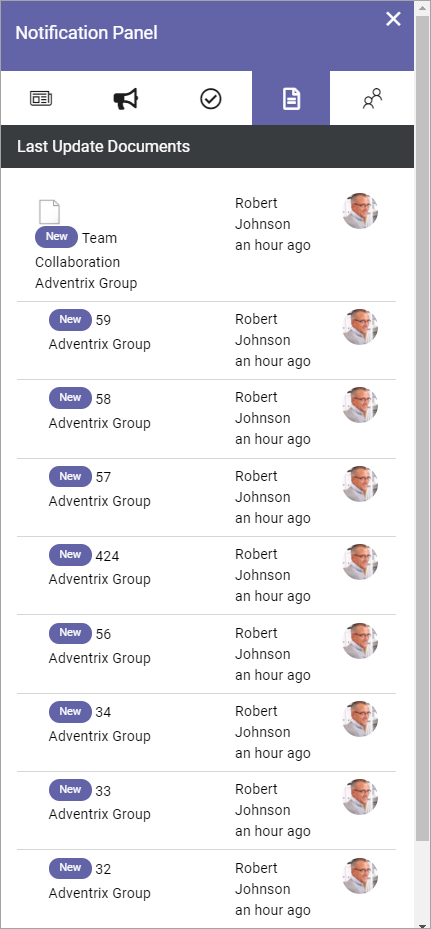 Notification Panel
Last Update Documents
New Team
Collaboration
Adventrix Group
Robert
Johnson
an hour ago
New 59
Adventrix Group
Robert
Johnson
an hour ago
New 58
Adventrix Group
Robert
Johnson
an hour ago
New 57
Adventrix Group
Robert
Johnson
an hour ago
New 424
Adventrix Group
Robert
Johnson
an hour ago
New 56
Adventrix Group
Robert
Johnson
an hour ago
New 34
Adventrix Group
Robert
Johnson
an hour ago
New 33
Adventrix Group
Robert
Johnson
an hour ago
New 32
Adventrix Group
Robert
Johnson
an hour ago